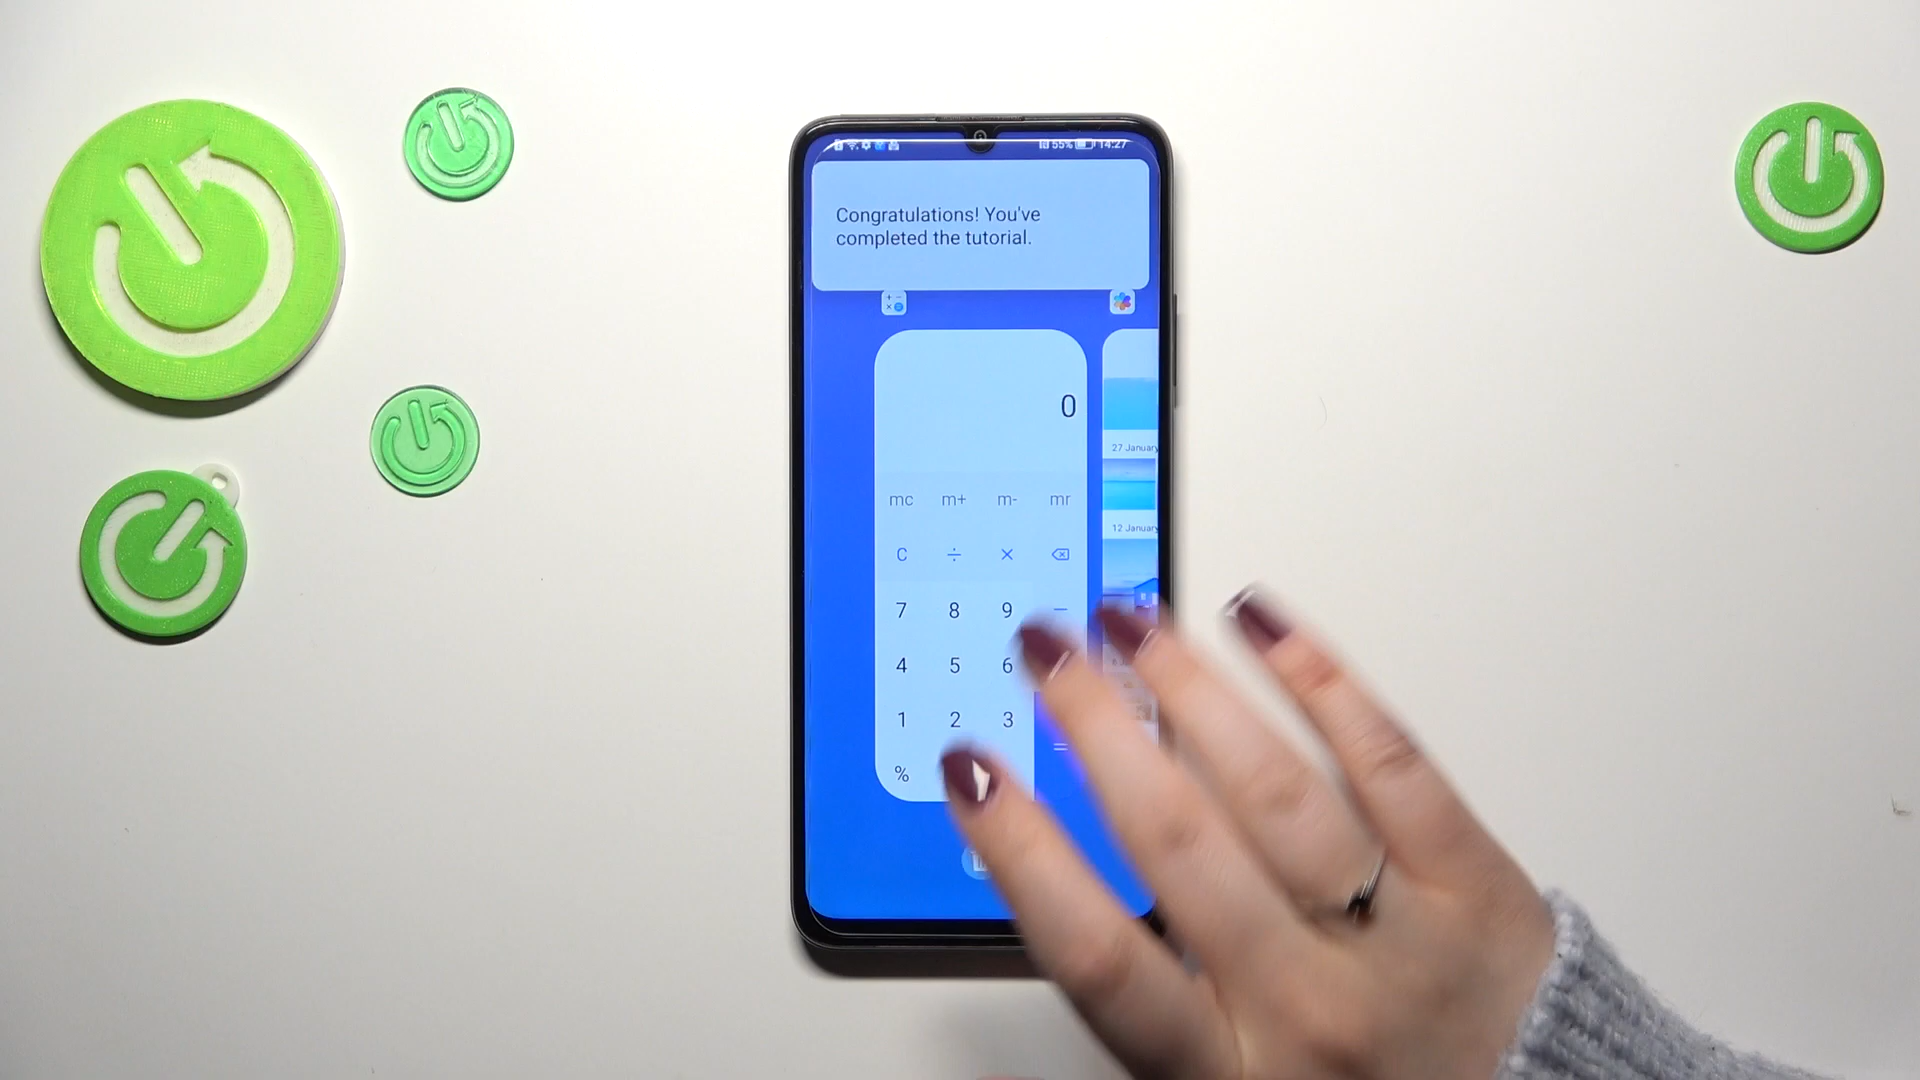 55% 14:27
Congratulations! You've
completed the tutorial.
0
27 January
mc m+ m- mr
12 January
C ÷ ×
7 8 9 −
4 5 6
1 2 3
=
%